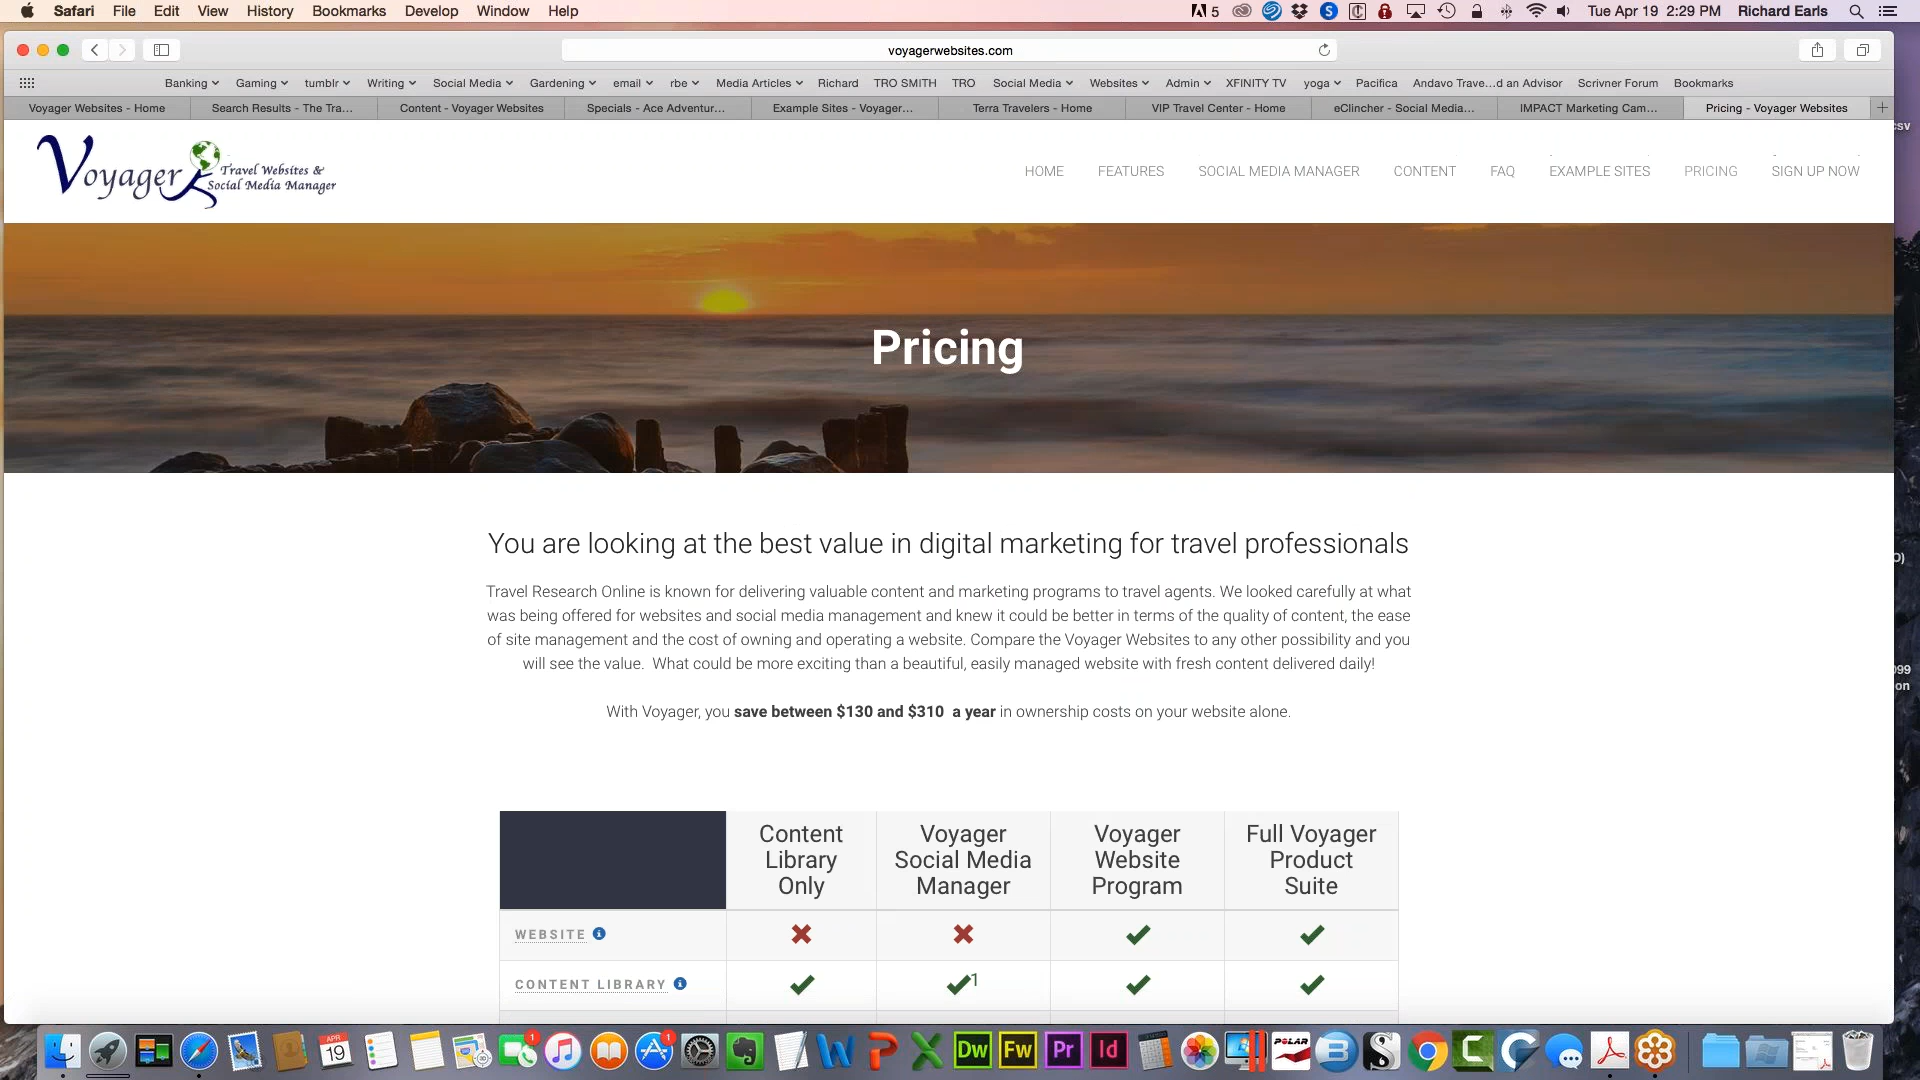 Safari File Edit View History Bookmarks Develop Window Help 5 Tue Apr 19 2:29 PM Richard Earls
voyagerwebsites.com
Banking Gaming tumblr Writing Social Media Gardening email rbe Media Articles Richard TRO SMITH TRO Social Media Websites Admin XFINITY TV yoga Pacifica Andavo Trave...d an Advisor Scrivner Forum Bookmarks
Voyager Websites - Home Search Results - The Tra... Content - Voyager Websites Specials - Ace Adventur... Example Sites - Voyager... Terra Travelers - Home VIP Travel Center - Home eClincher - Social Media... IMPACT Marketing Cam... Pricing - Voyager Websites
csv
Voyager Travel Websites &
Social Media Manager
HOME FEATURES SOCIAL MEDIA MANAGER CONTENT FAQ EXAMPLE SITES PRICING SIGN UP NOW
Pricing
You are looking at the best value in digital marketing for travel professionals
Travel Research Online is known for delivering valuable content and marketing programs to travel agents. We looked carefully at what
was being offered for websites and social media management and knew it could be better in terms of the quality of content, the ease
of site management and the cost of owning and operating a website. Compare the Voyager Websites to any other possibility and you
will see the value. What could be more exciting than a beautiful, easily managed website with fresh content delivered daily!
With Voyager, you save between $130 and $310 a year in ownership costs on your website alone.
Content
Library
Only
Voyager
Social Media
Manager
Voyager
Website
Program
Full Voyager
Product
Suite
WEBSITE
CONTENT LIBRARY
1
APR
19
1
1
Dw Fw Pr Id
POLAR